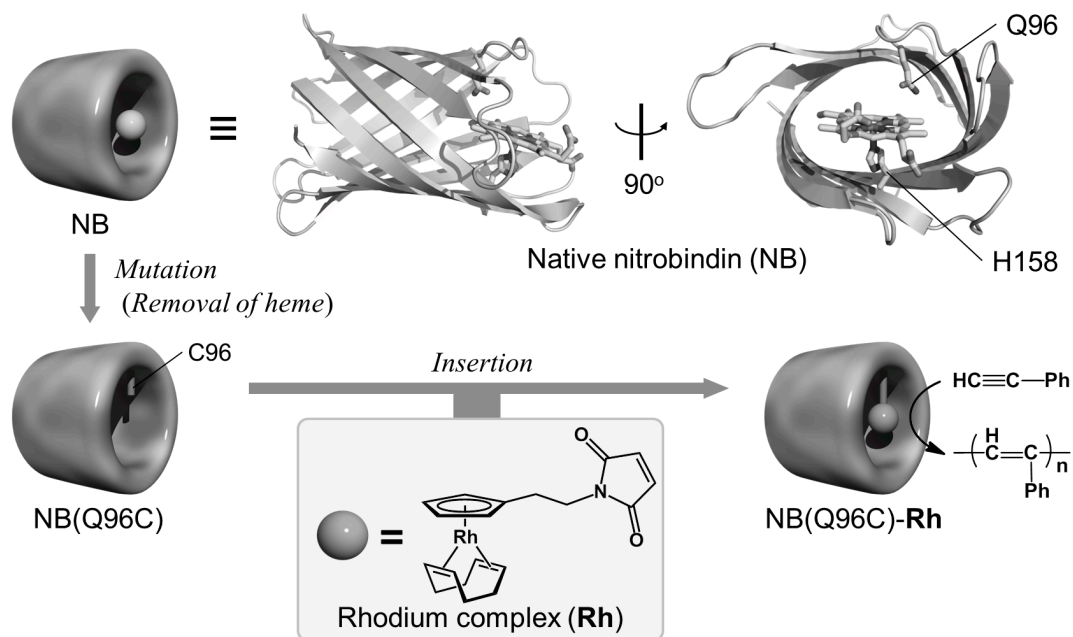 Q96
≡
90º
NB
Native nitrobindin (NB)
H158
Mutation
(Removal of heme)
C96
Insertion
HC≡C—Ph
H
C=C
n
Ph
O
N
O
Rh
=
NB(Q96C)
NB(Q96C)-Rh
Rhodium complex (Rh)